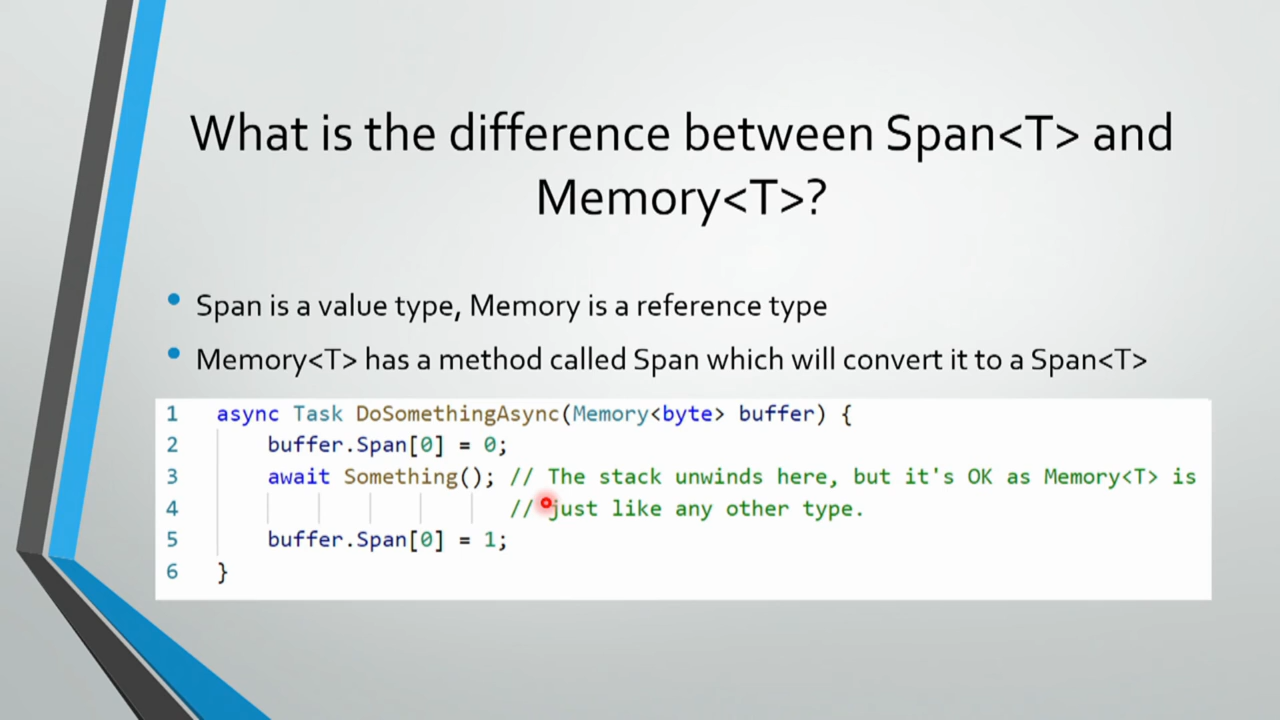 What is the difference between Span<T> and
Memory<T>?
• Span is a value type, Memory is a reference type
• Memory<T> has a method called Span which will convert it to a Span<T>
1 async Task DoSomethingAsync(Memory<byte> buffer) {
2 buffer.Span[0] = 0;
3 await Something(); // The stack unwinds here, but it's OK as Memory<T> is
4 // just like any other type.
5 buffer.Span[0] = 1;
6 }